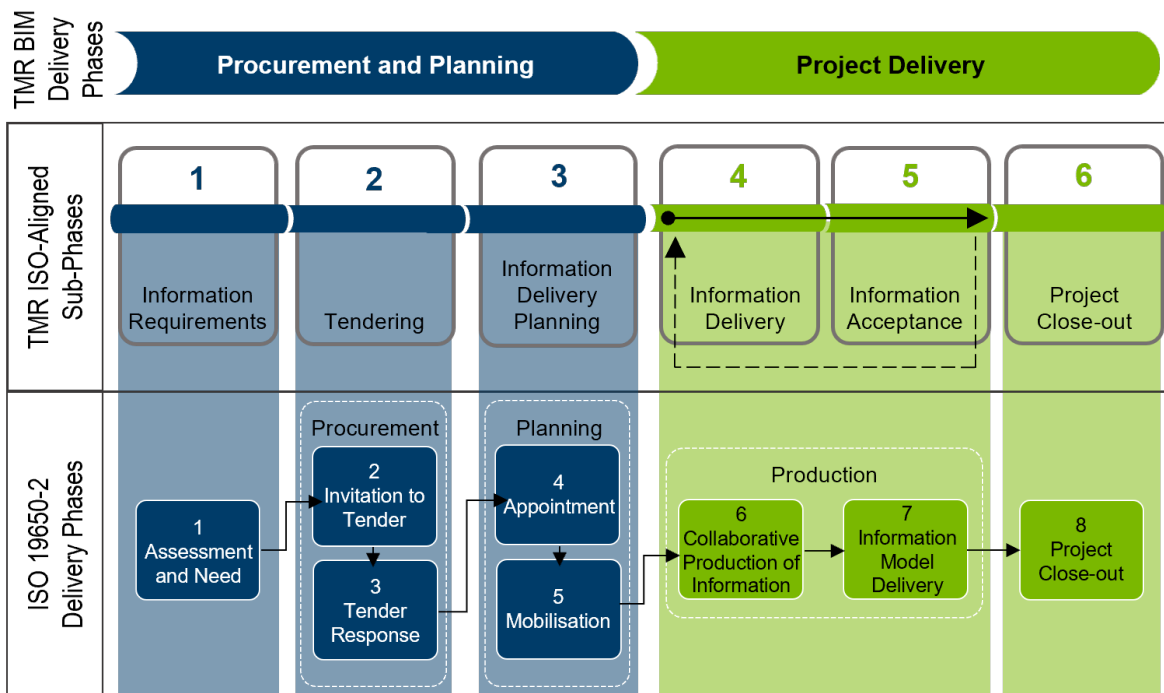 TMR BIM
Delivery
Phases
Procurement and Planning
Project Delivery
TMR ISO-Aligned
Sub-Phases
1
Information
Requirements
2
Tendering
3
Information
Delivery
Planning
4
Information
Delivery
5
Information
Acceptance
6
Project
Close-out
ISO 19650-2
Delivery Phases
1
Assessment
and Need
Procurement
2
Invitation to
Tender
3
Tender
Response
Planning
4
Appointment
5
Mobilisation
Production
6
Collaborative
Production of
Information
7
Information
Model
Delivery
8
Project
Close-out